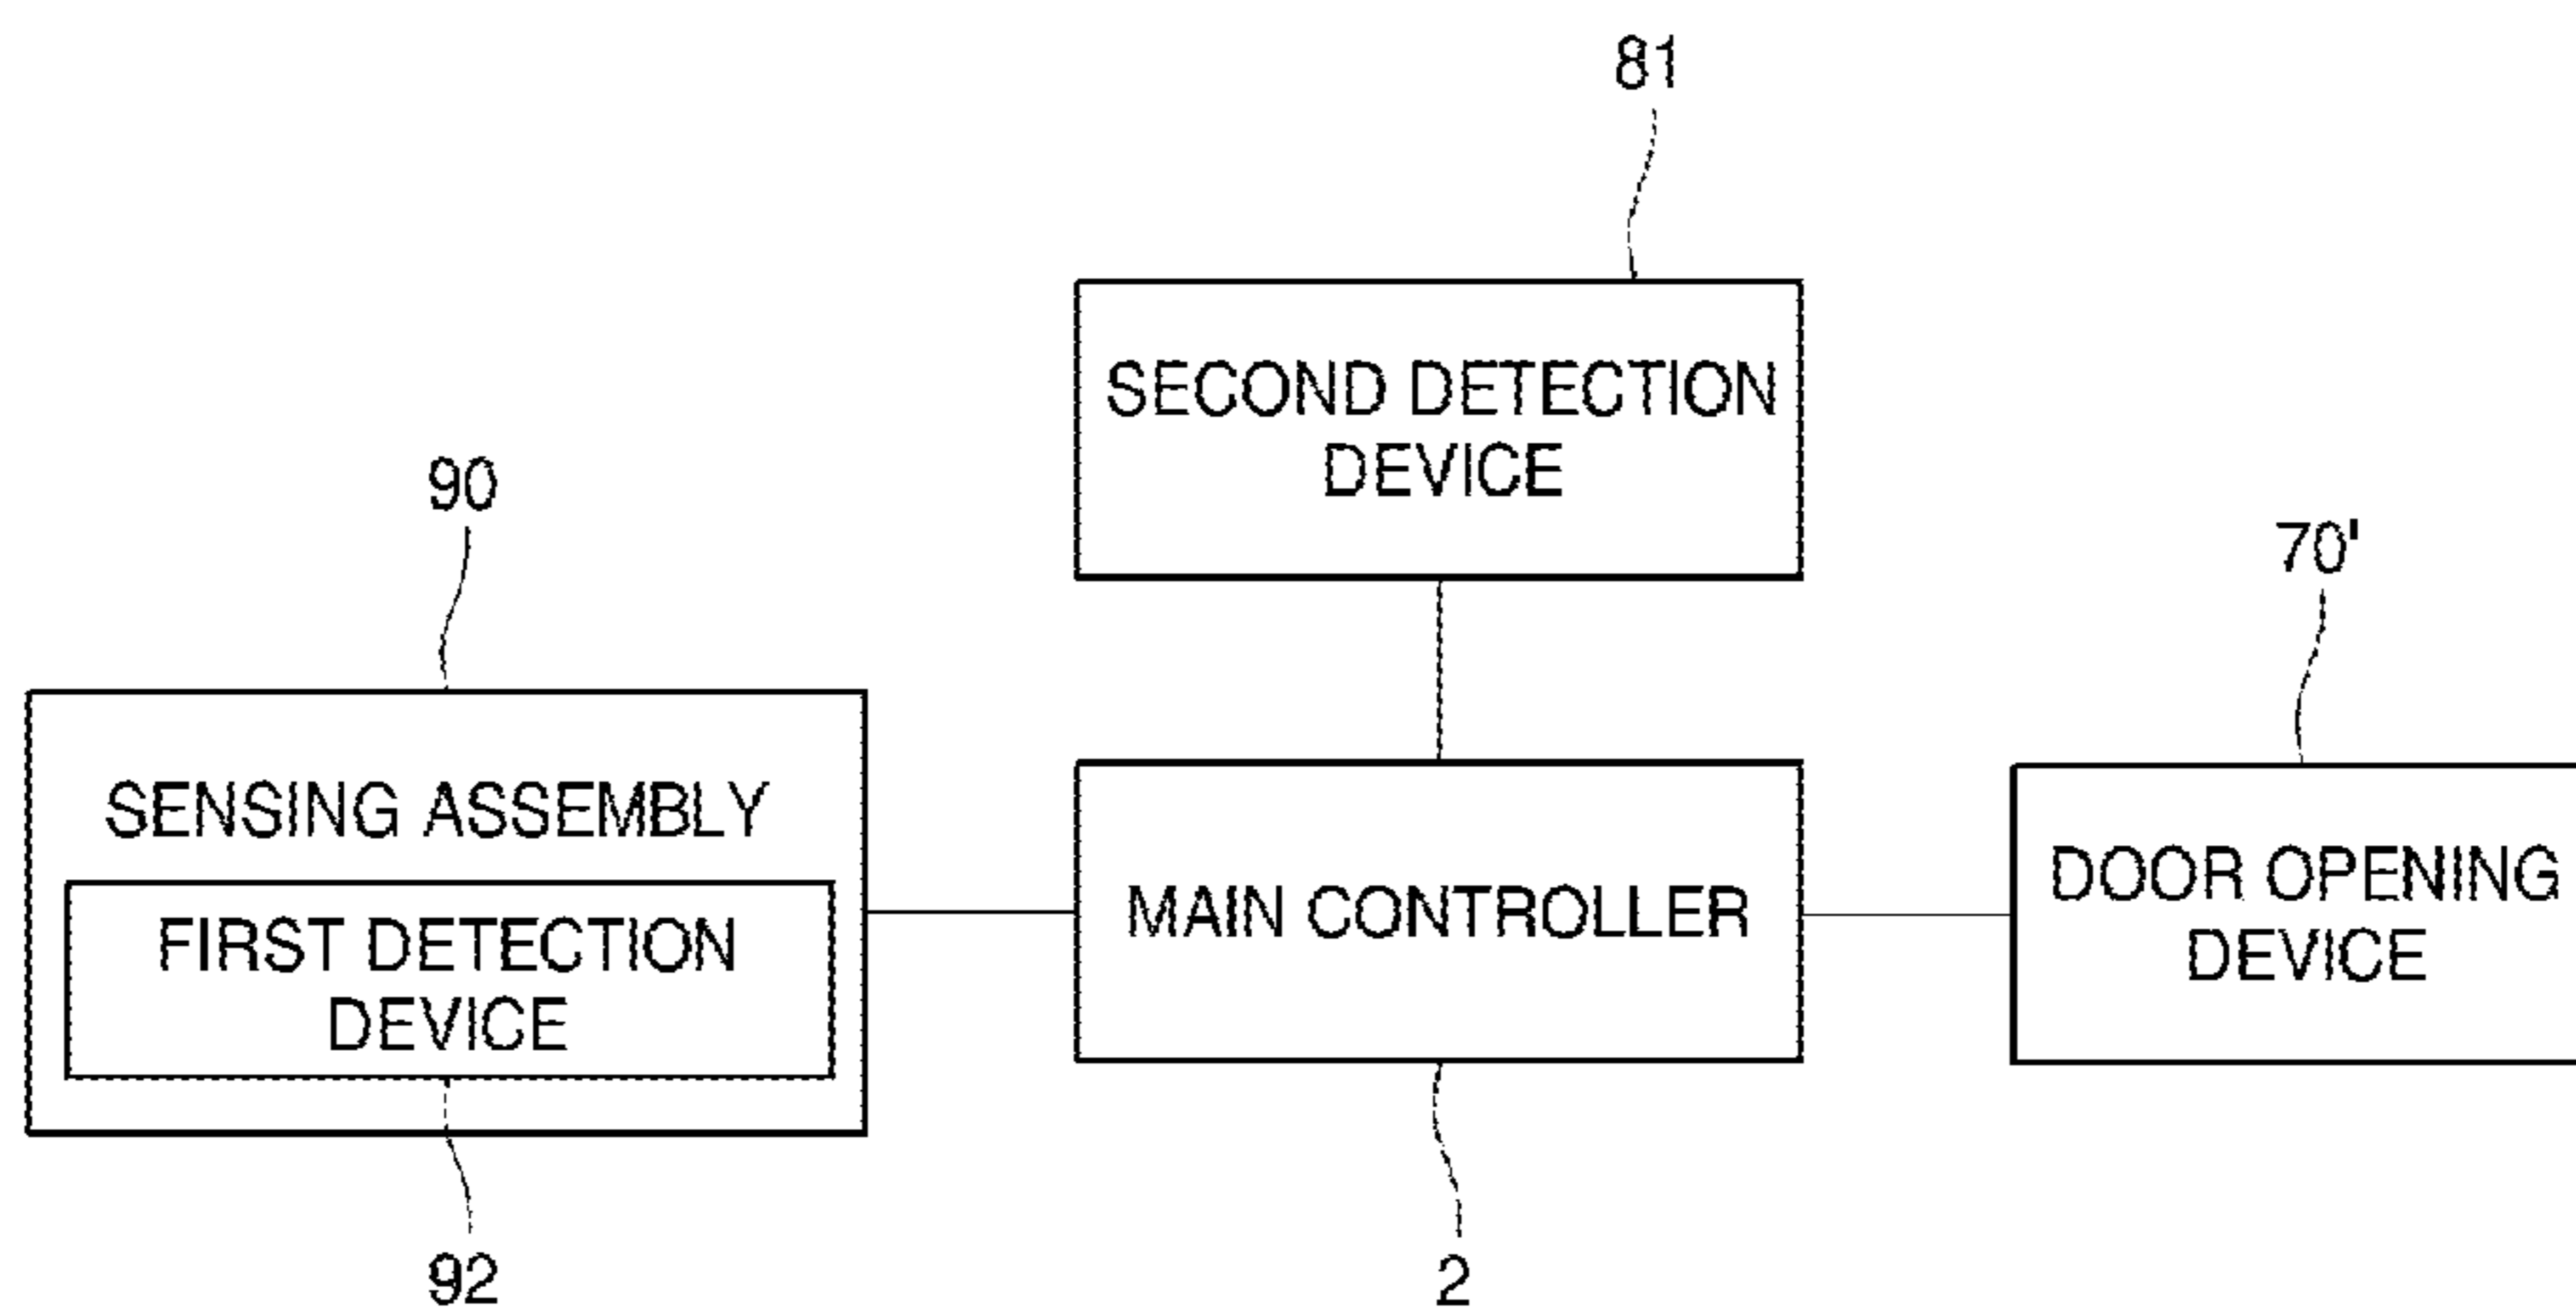 81
SECOND DETECTION
DEVICE
90
70'
SENSING ASSEMBLY
FIRST DETECTION
DEVICE
MAIN CONTROLLER
DOOR OPENING
DEVICE
92
2